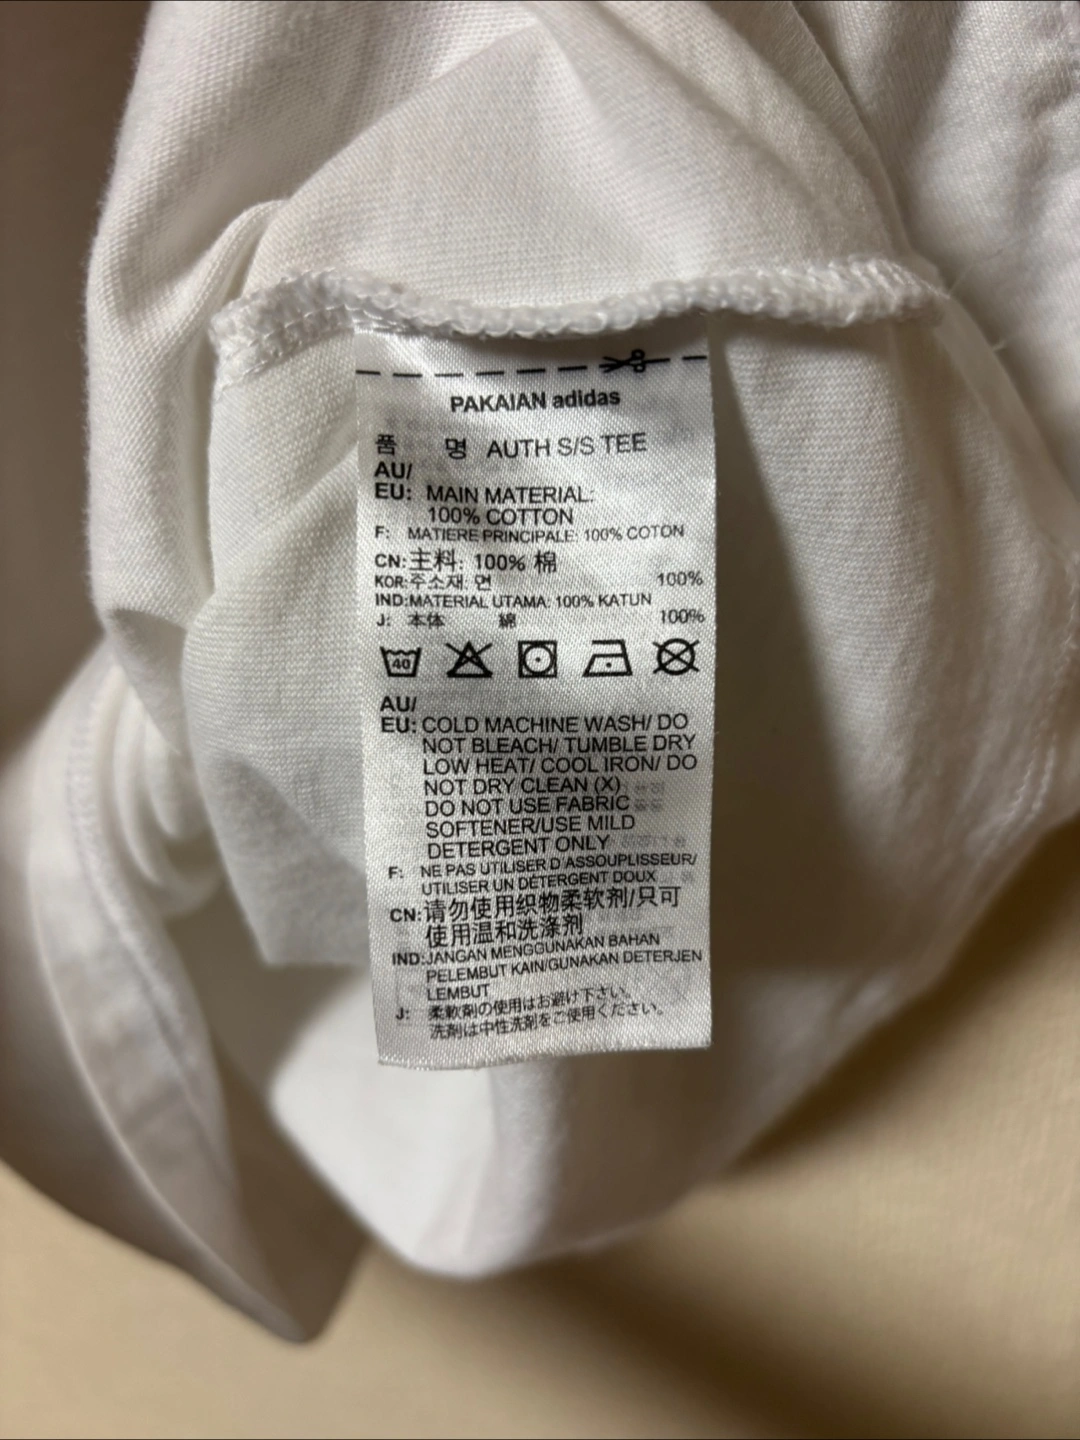 PAKAIAN adidas
품 명 AUTH S/S TEE
AU/
EU: MAIN MATERIAL:
100% COTTON
F: MATIERE PRINCIPALE: 100% COTON
CN: 主料: 100% 棉
KOR: 주소재: 면 100%
IND: MATERIAL UTAMA: 100% KATUN
J: 本体 綿 100%
40
AU/
EU: COLD MACHINE WASH/ DO
NOT BLEACH/ TUMBLE DRY
LOW HEAT/ COOL IRON/ DO
NOT DRY CLEAN (X)
DO NOT USE FABRIC
SOFTENER/USE MILD
DETERGENT ONLY
F: NE PAS UTILISER D'ASSOUPLISSEUR/
UTILISER UN DÉTERGENT DOUX
CN: 请勿使用织物柔软剂/只可
使用温和洗涤剂
IND: JANGAN MENGGUNAKAN BAHAN
PELEMBUT KAIN/GUNAKAN DETERJEN
LEMBUT
J: 柔軟剤の使用はお避け下さい。
洗剤は中性洗剤をご使用ください。